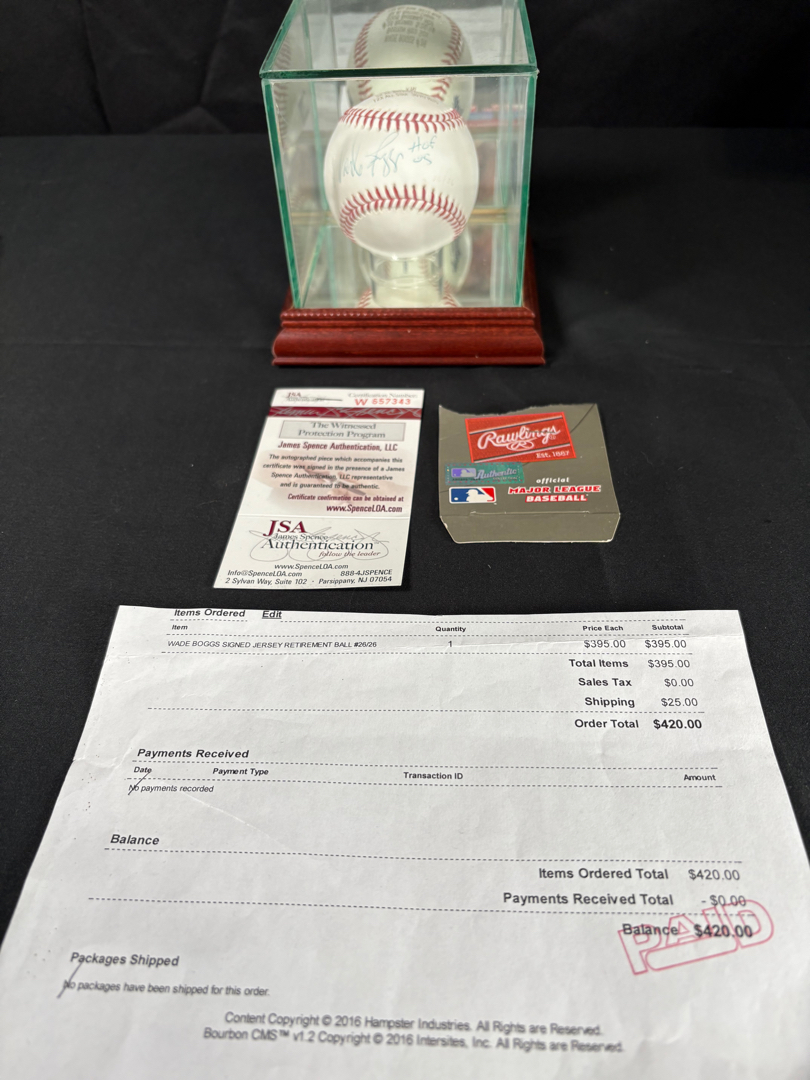 HOF
05
JSA
Certification Number
W 657343
The Witnessed
Protection Program
James Spence Authentication, LLC
The autographed piece which accompanies this
certificate was signed in the presence of a James
Spence Authentication, LLC representative
and is guaranteed to be authentic.
Certificate confirmation can be obtained at
www.SpenceLOA.com
JSA
James Spence
Authentication
follow the leader
www.SpenceLOA.com
Info@SpenceLOA.com 888-4JSPENCE
2 Sylvan Way, Suite 102 · Parsippany, NJ 07054
Rawlings
EST. 1887
Authentic
official
MAJOR LEAGUE
BASEBALL
Items Ordered Edit
Item Quantity Price Each Subtotal
WADE BOGGS SIGNED JERSEY RETIREMENT BALL #26/26 1 $395.00 $395.00
Total Items $395.00
Sales Tax $0.00
Shipping $25.00
Order Total $420.00
Payments Received
Date Payment Type Transaction ID Amount
No payments recorded
Balance
Items Ordered Total $420.00
Payments Received Total - $0.00
Balance $420.00
PAID
Packages Shipped
No packages have been shipped for this order.
Content Copyright © 2016 Hampster Industries. All Rights are Reserved.
Bourbon CMS™ v1.2 Copyright © 2016 Intersites, Inc. All Rights are Reserved.